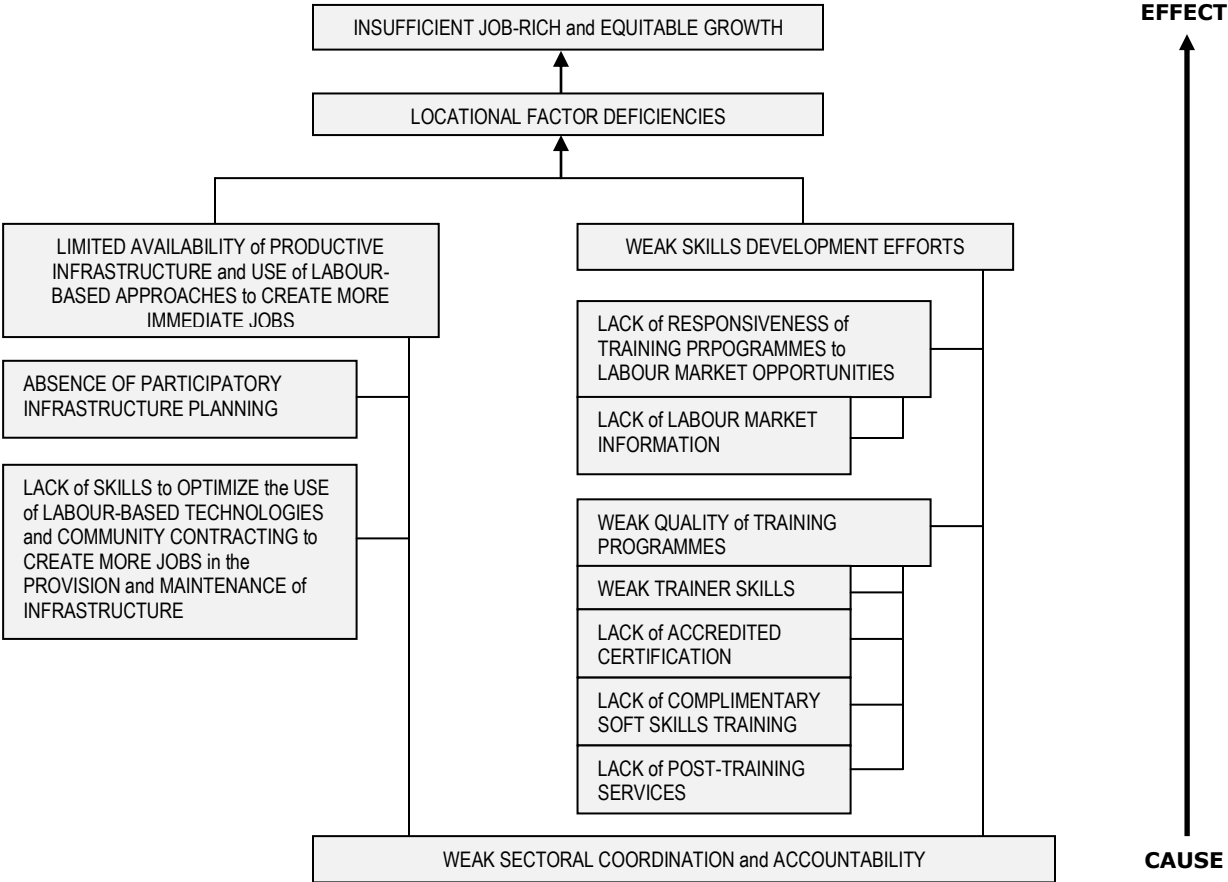 EFFECT
INSUFFICIENT JOB-RICH and EQUITABLE GROWTH
LOCATIONAL FACTOR DEFICIENCIES
LIMITED AVAILABILITY of PRODUCTIVE
INFRASTRUCTURE and USE of LABOUR-
BASED APPROACHES to CREATE MORE
IMMEDIATE JOBS
ABSENCE OF PARTICIPATORY
INFRASTRUCTURE PLANNING
LACK of SKILLS to OPTIMIZE the USE
of LABOUR-BASED TECHNOLOGIES
and COMMUNITY CONTRACTING to
CREATE MORE JOBS in the
PROVISION and MAINTENANCE of
INFRASTRUCTURE
WEAK SKILLS DEVELOPMENT EFFORTS
LACK of RESPONSIVENESS of
TRAINING PRPOGRAMMES to
LABOUR MARKET OPPORTUNITIES
LACK of LABOUR MARKET
INFORMATION
WEAK QUALITY of TRAINING
PROGRAMMES
WEAK TRAINER SKILLS
LACK of ACCREDITED
CERTIFICATION
LACK of COMPLIMENTARY
SOFT SKILLS TRAINING
LACK of POST-TRAINING
SERVICES
WEAK SECTORAL COORDINATION and ACCOUNTABILITY
CAUSE